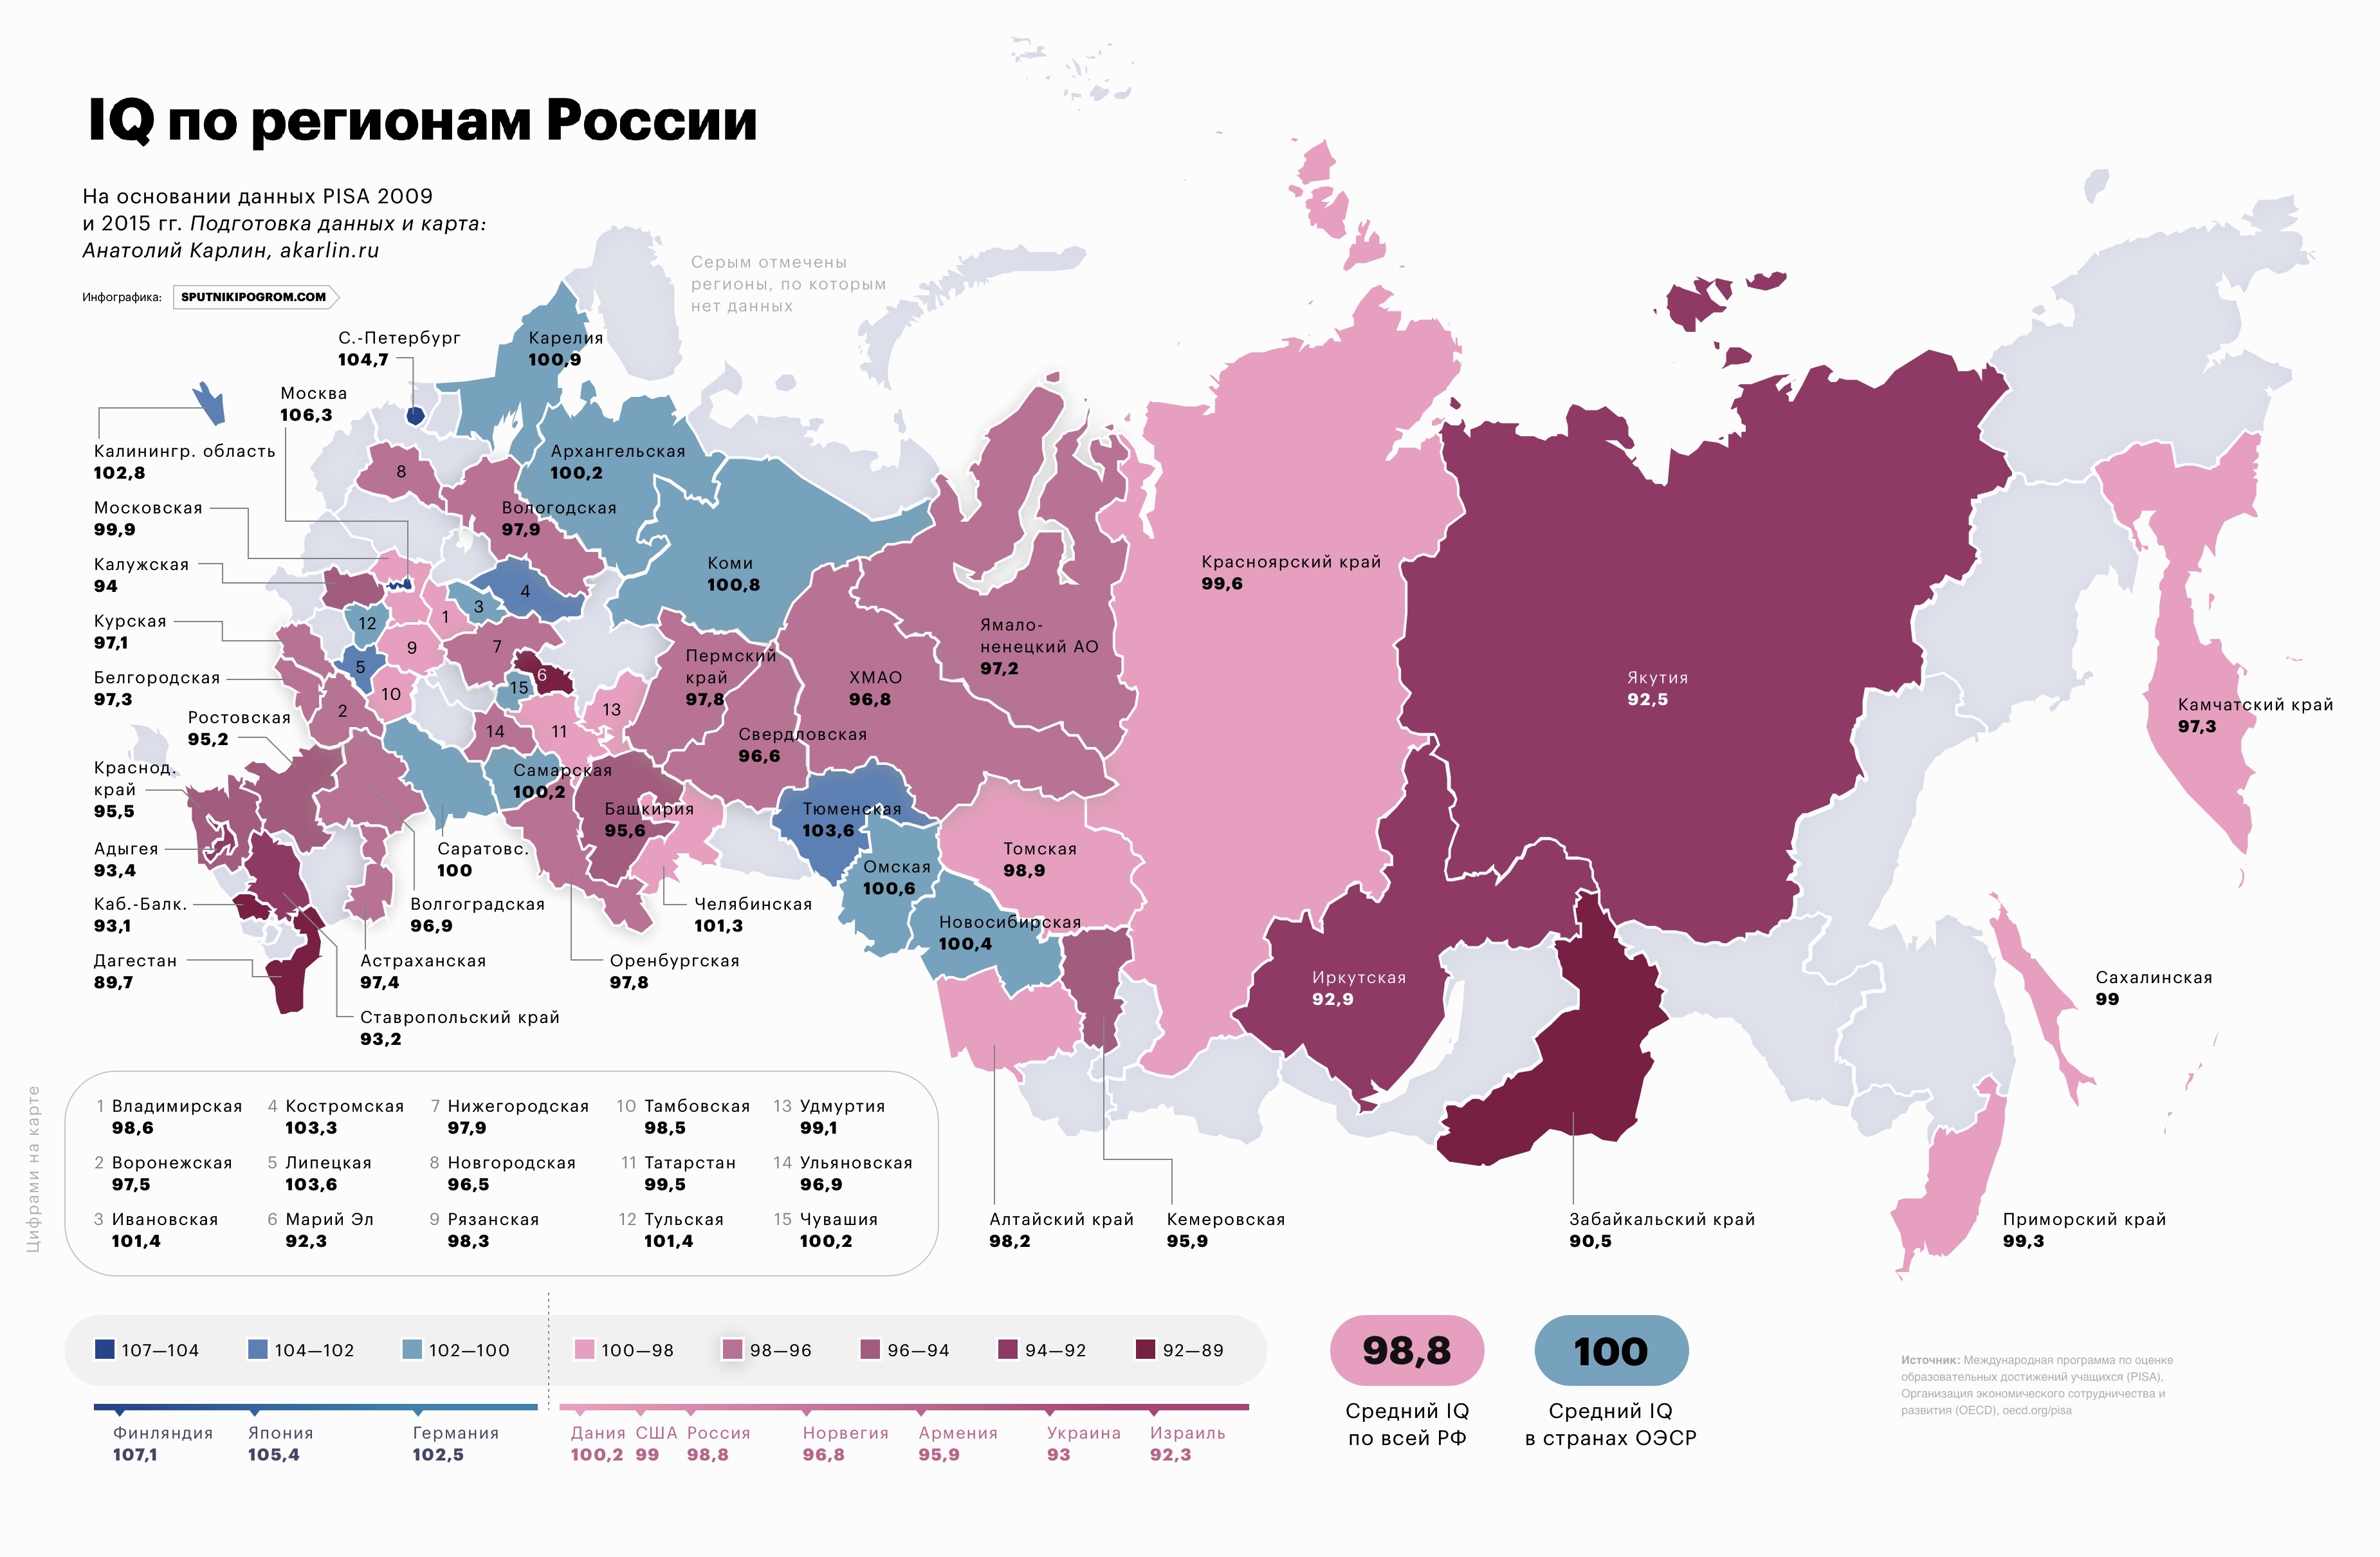 IQ по регионам России
На основании данных PISA 2009
и 2015 гг. Подготовка данных и карта:
Анатолий Карлин, akarlin.ru
Инфографика: SPUTNIKIPOGROM.COM
Серым отмечены
регионы, по которым
нет данных
С.-Петербург
104,7
Москва
106,3
Калинингр. область
102,8
Московская
99,9
Калужская
94
Курская
97,1
Белгородская
97,3
Ростовская
95,2
Краснод.
край
95,5
Адыгея
93,4
Каб.-Балк.
93,1
Дагестан
89,7
Карелия
100,9
Архангельская
100,2
Вологодская
97,9
Коми
100,8
8
4
3
1
12
9
7
5
6
15
10
2
13
14
11
Пермский
край
97,8
Свердловская
96,6
ХМАО
96,8
Ямало-
ненецкий АО
97,2
Самарская
100,2
Башкирия
95,6
Тюменская
103,6
Омская
100,6
Новосибирская
100,4
Томская
98,9
Красноярский край
99,6
Якутия
92,5
Иркутская
92,9
Камчатский край
97,3
Сахалинская
99
Саратовс.
100
Волгоградская
96,9
Астраханская
97,4
Ставропольский край
93,2
Челябинская
101,3
Оренбургская
97,8
Алтайский край
98,2
Кемеровская
95,9
Забайкальский край
90,5
Приморский край
99,3
Цифрами на карте
1 Владимирская
98,6
2 Воронежская
97,5
3 Ивановская
101,4
4 Костромская
103,3
5 Липецкая
103,6
6 Марий Эл
92,3
7 Нижегородская
97,9
8 Новгородская
96,5
9 Рязанская
98,3
10 Тамбовская
98,5
11 Татарстан
99,5
12 Тульская
101,4
13 Удмуртия
99,1
14 Ульяновская
96,9
15 Чувашия
100,2
107—104 104—102 102—100 100—98 98—96 96—94 94—92 92—89
Финляндия
107,1
Япония
105,4
Германия
102,5
Дания
100,2
США
99
Россия
98,8
Норвегия
96,8
Армения
95,9
Украина
93
Израиль
92,3
98,8
Средний IQ
по всей РФ
100
Средний IQ
в странах ОЭСР
Источник: Международная программа по оценке
образовательных достижений учащихся (PISA),
Организация экономического сотрудничества и
развития (OECD), oecd.org/pisa